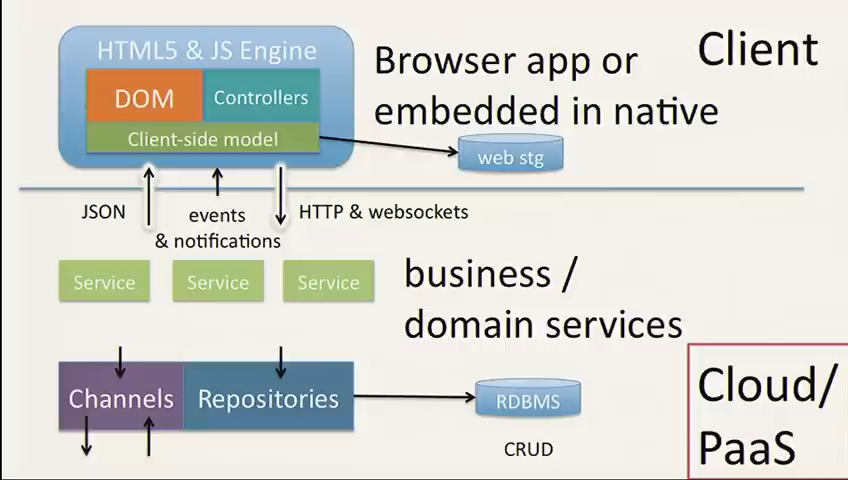 HTML5 & JS Engine
DOM
Controllers
Client-side model
Browser app or
embedded in native
Client
web stg
JSON
events
& notifications
HTTP & websockets
Service
Service
Service
business /
domain services
Channels
Repositories
RDBMS
CRUD
Cloud/
PaaS